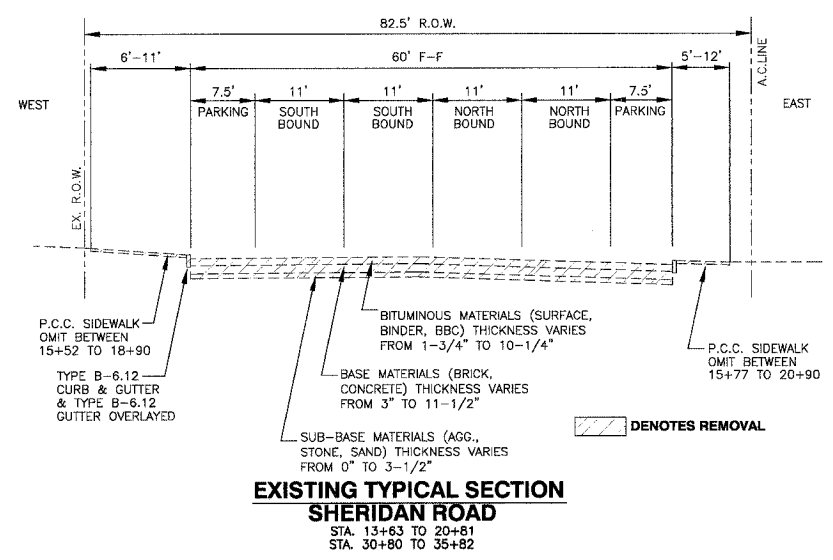 82.5' R.O.W.
6'-11'
60' F-F
5'-12'
A.C.LINE
WEST
7.5'
11'
11'
11'
11'
7.5'
EAST
PARKING
SOUTH
BOUND
SOUTH
BOUND
NORTH
BOUND
NORTH
BOUND
PARKING
EX. R.O.W.
P.C.C. SIDEWALK
OMIT BETWEEN
15+52 TO 18+90
TYPE B-6.12
CURB & GUTTER
& TYPE B-6.12
GUTTER OVERLAYED
BITUMINOUS MATERIALS (SURFACE,
BINDER, BBC) THICKNESS VARIES
FROM 1-3/4" TO 10-1/4"
BASE MATERIALS (BRICK,
CONCRETE) THICKNESS VARIES
FROM 3" TO 11-1/2"
SUB-BASE MATERIALS (AGG.,
STONE, SAND) THICKNESS VARIES
FROM 0" TO 3-1/2"
P.C.C. SIDEWALK
OMIT BETWEEN
15+77 TO 20+90
DENOTES REMOVAL
EXISTING TYPICAL SECTION
SHERIDAN ROAD
STA. 13+63 TO 20+81
STA. 30+80 TO 35+82